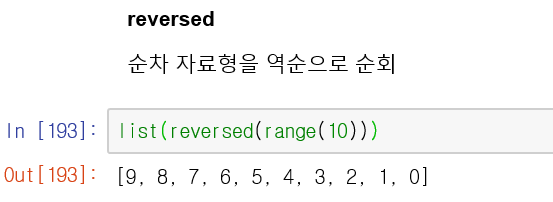 reversed
순차 자료형을 역순으로 순회
In [193]: list(reversed(range(10)))
Out[193]: [9, 8, 7, 6, 5, 4, 3, 2, 1, 0]